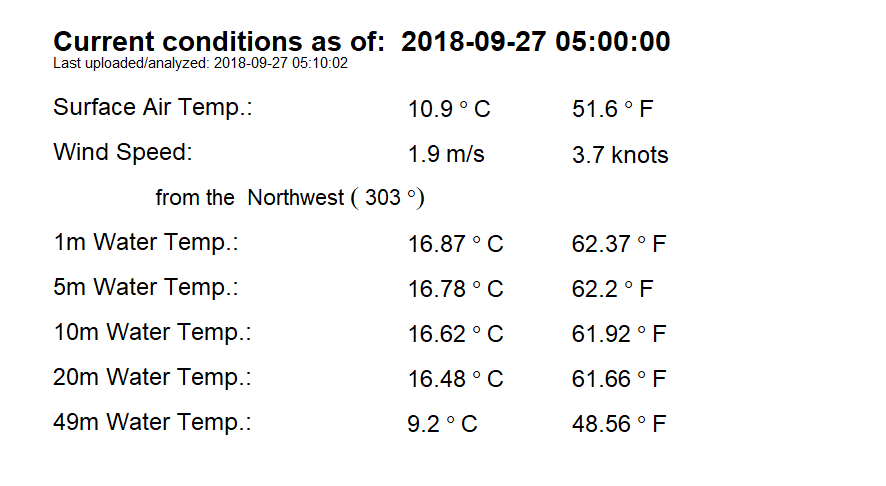 Current conditions as of: 2018-09-27 05:00:00
Last uploaded/analyzed: 2018-09-27 05:10:02
Surface Air Temp.: 10.9 ° C 51.6 ° F
Wind Speed: 1.9 m/s 3.7 knots
from the Northwest ( 303 °)
1m Water Temp.: 16.87 ° C 62.37 ° F
5m Water Temp.: 16.78 ° C 62.2 ° F
10m Water Temp.: 16.62 ° C 61.92 ° F
20m Water Temp.: 16.48 ° C 61.66 ° F
49m Water Temp.: 9.2 ° C 48.56 ° F